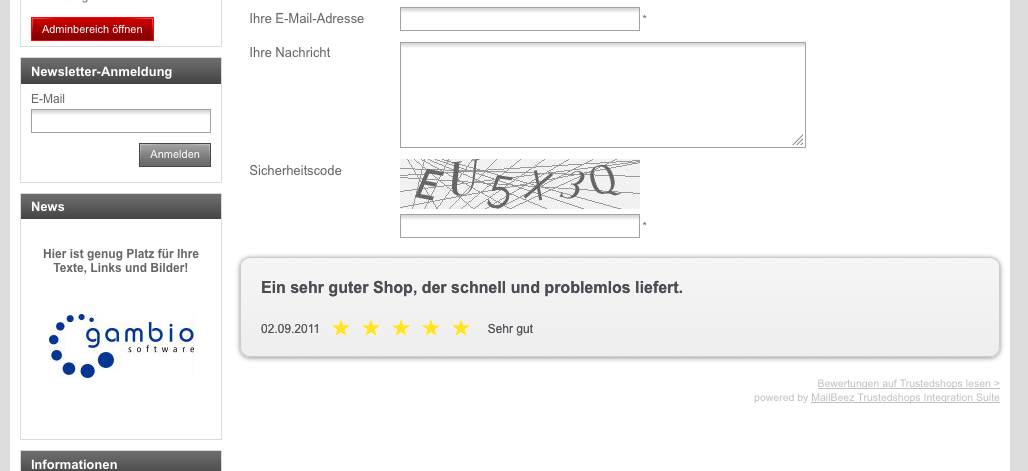 Adminbereich öffnen
Newsletter-Anmeldung
E-Mail
Anmelden
News
Hier ist genug Platz für Ihre
Texte, Links und Bilder!
gambio
software
Informationen
Ihre E-Mail-Adresse
*
Ihre Nachricht
Sicherheitscode
EU5X3Q
*
Ein sehr guter Shop, der schnell und problemlos liefert.
02.09.2011 Sehr gut
Bewertungen auf Trustedshops lesen >
powered by MailBeez Trustedshops Integration Suite